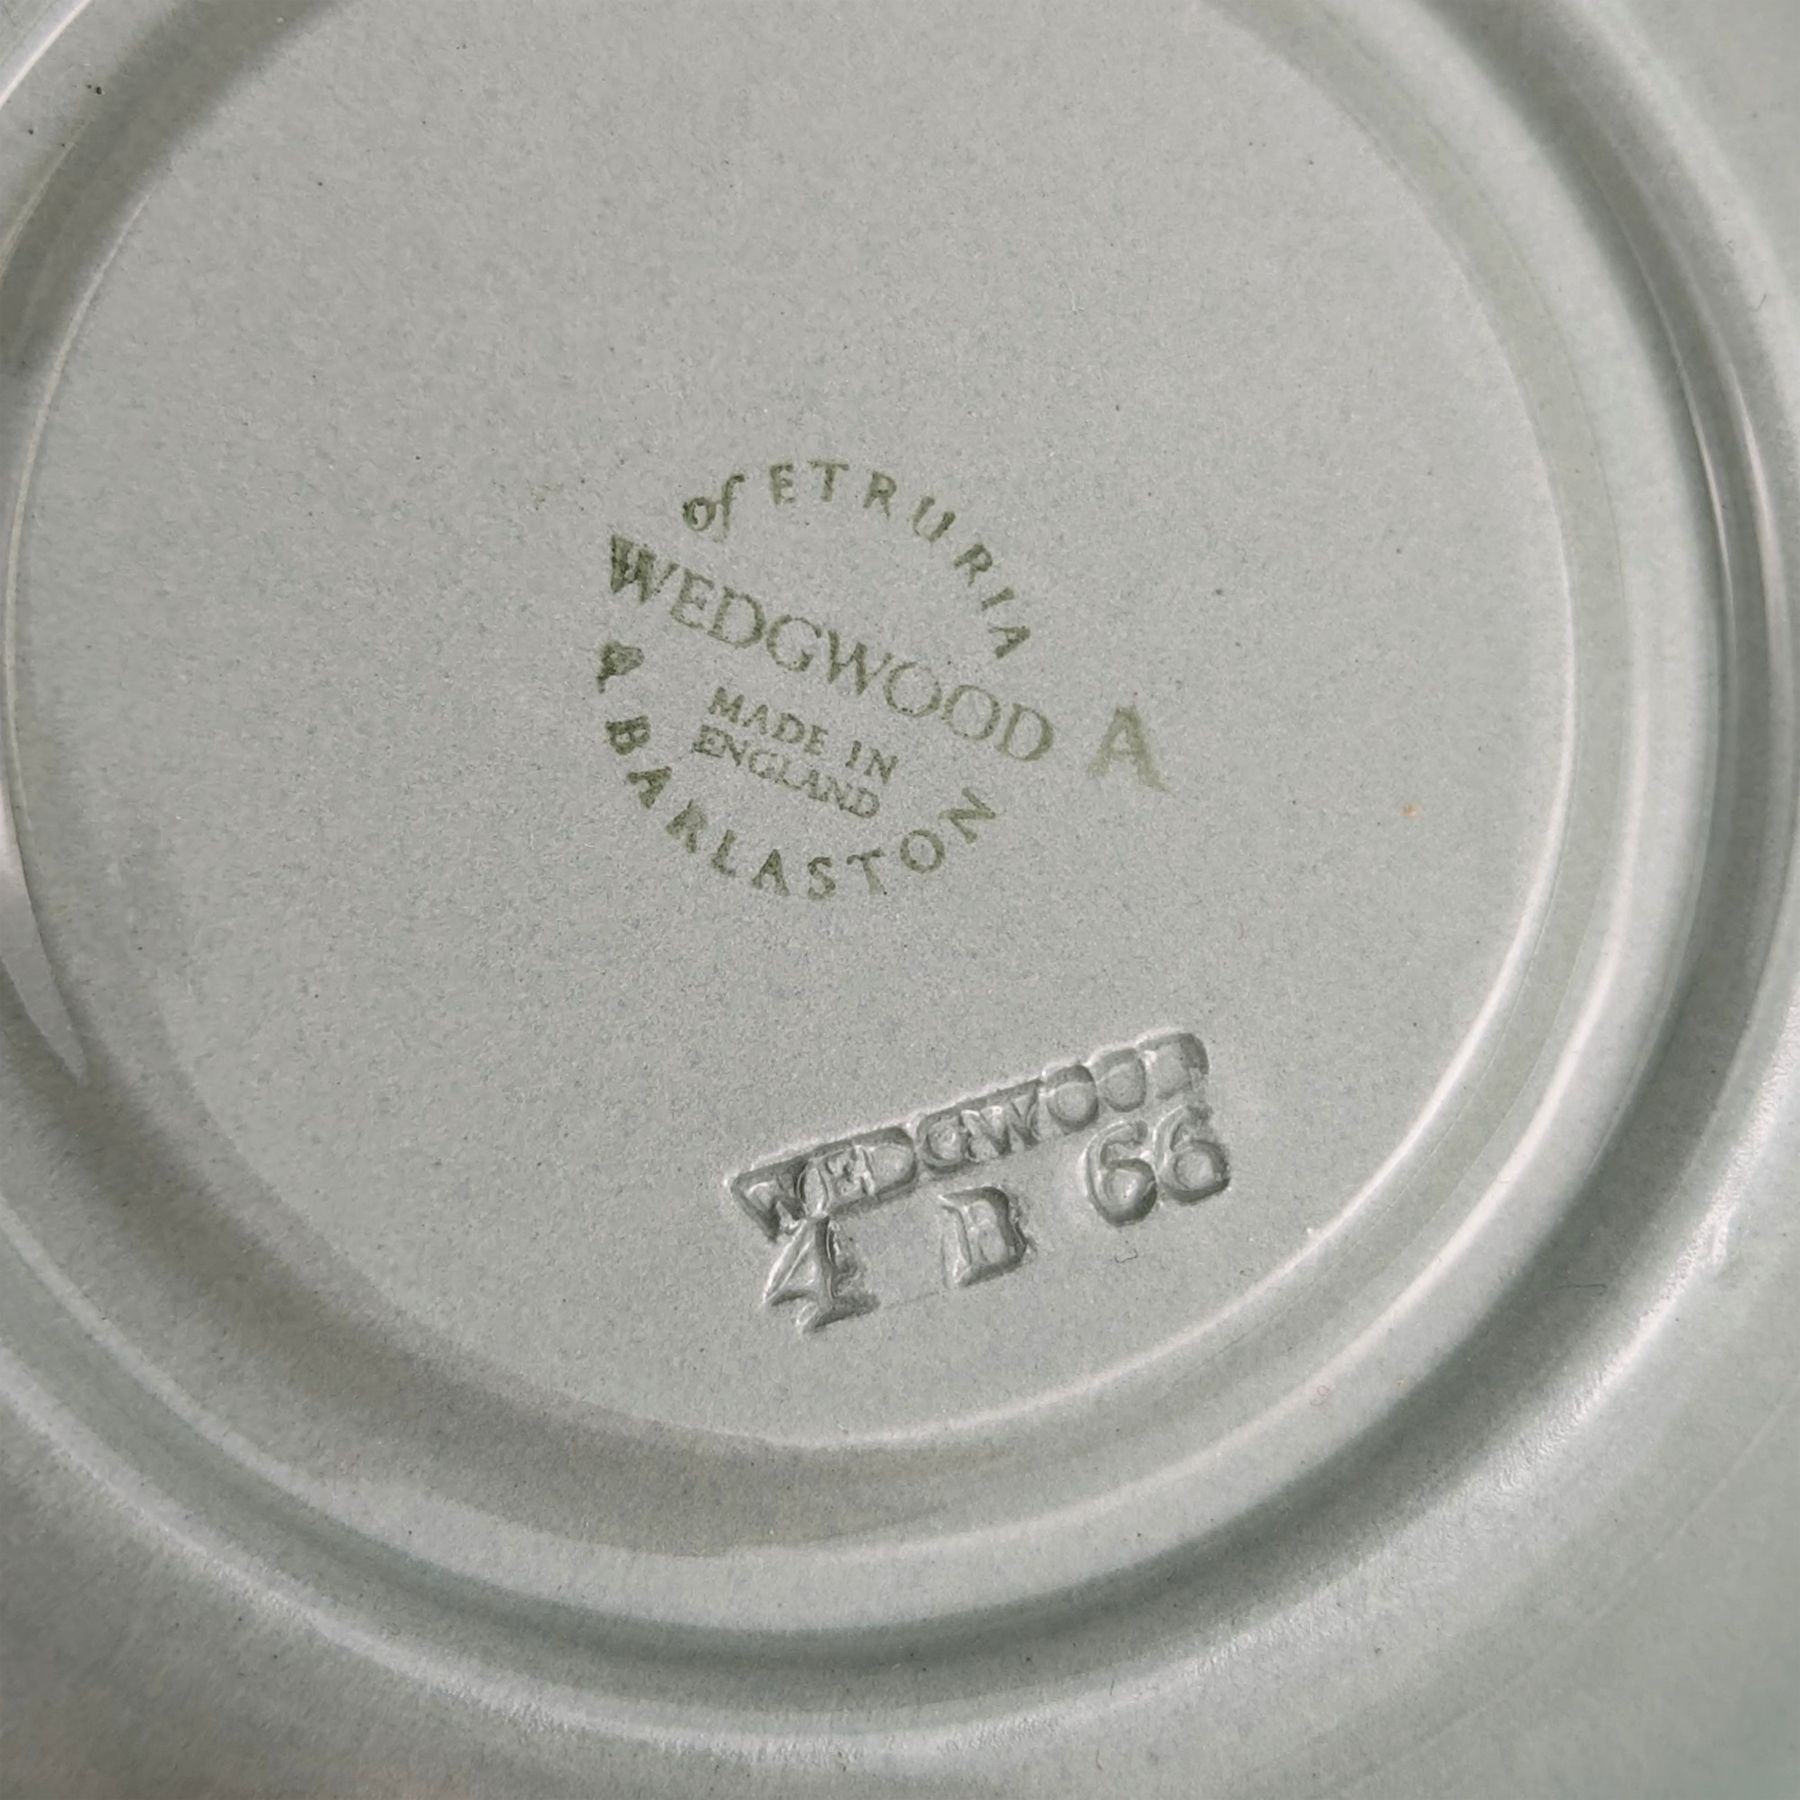 of ETRURIA
WEDGWOOD A
MADE IN
ENGLAND
& BARLASTON
WEDGWOOD
4 B 66